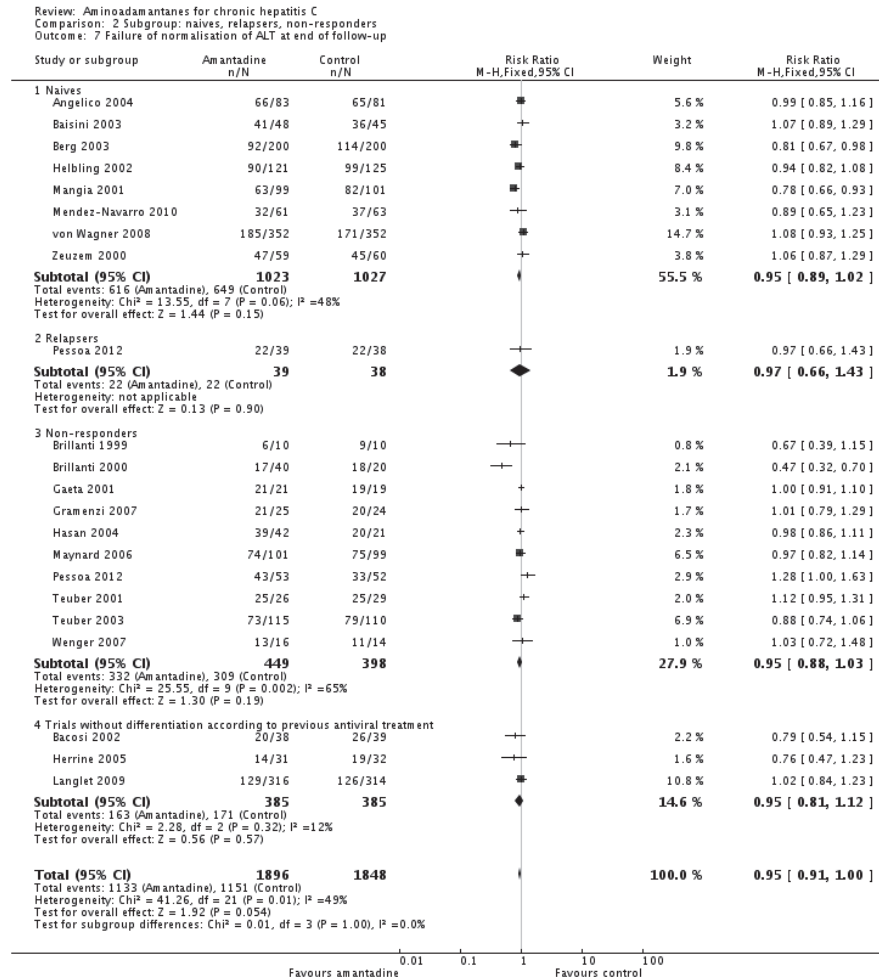 Review: Aminoadamantanes for chronic hepatitis C
Comparison: 2 Subgroup: naives, relapsers, non-responders
Outcome: 7 Failure of normalisation of ALT at end of follow-up
Study or subgroup Amantadine Control Risk Ratio Weight Risk Ratio
n/N n/N M-H,Fixed,95% CI M-H,Fixed,95% CI
1 Naives
Angelico 2004 66/83 65/81 5.6 % 0.99 [ 0.85, 1.16 ]
Baisini 2003 41/48 36/45 3.2 % 1.07 [ 0.89, 1.29 ]
Berg 2003 92/200 114/200 9.8 % 0.81 [ 0.67, 0.98 ]
Helbling 2002 90/121 99/125 8.4 % 0.94 [ 0.82, 1.08 ]
Mangia 2001 63/99 82/101 7.0 % 0.78 [ 0.66, 0.93 ]
Mendez-Navarro 2010 32/61 37/63 3.1 % 0.89 [ 0.65, 1.23 ]
von Wagner 2008 185/352 171/352 14.7 % 1.08 [ 0.93, 1.25 ]
Zeuzem 2000 47/59 45/60 3.8 % 1.06 [ 0.87, 1.29 ]
Subtotal (95% CI) 1023 1027 55.5 % 0.95 [ 0.89, 1.02 ]
Total events: 616 (Amantadine), 649 (Control)
Heterogeneity: Chi² = 13.55, df = 7 (P = 0.06); I² =48%
Test for overall effect: Z = 1.44 (P = 0.15)
2 Relapsers
Pessoa 2012 22/39 22/38 1.9 % 0.97 [ 0.66, 1.43 ]
Subtotal (95% CI) 39 38 1.9 % 0.97 [ 0.66, 1.43 ]
Total events: 22 (Amantadine), 22 (Control)
Heterogeneity: not applicable
Test for overall effect: Z = 0.13 (P = 0.90)
3 Non-responders
Brillanti 1999 6/10 9/10 0.8 % 0.67 [ 0.39, 1.15 ]
Brillanti 2000 17/40 18/20 2.1 % 0.47 [ 0.32, 0.70 ]
Gaeta 2001 21/21 19/19 1.8 % 1.00 [ 0.91, 1.10 ]
Gramenzi 2007 21/25 20/24 1.7 % 1.01 [ 0.79, 1.29 ]
Hasan 2004 39/42 20/21 2.3 % 0.98 [ 0.86, 1.11 ]
Maynard 2006 74/101 75/99 6.5 % 0.97 [ 0.82, 1.14 ]
Pessoa 2012 43/53 33/52 2.9 % 1.28 [ 1.00, 1.63 ]
Teuber 2001 25/26 25/29 2.0 % 1.12 [ 0.95, 1.31 ]
Teuber 2003 73/115 79/110 6.9 % 0.88 [ 0.74, 1.06 ]
Wenger 2007 13/16 11/14 1.0 % 1.03 [ 0.72, 1.48 ]
Subtotal (95% CI) 449 398 27.9 % 0.95 [ 0.88, 1.03 ]
Total events: 332 (Amantadine), 309 (Control)
Heterogeneity: Chi² = 25.55, df = 9 (P = 0.002); I² =65%
Test for overall effect: Z = 1.30 (P = 0.19)
4 Trials without differentiation according to previous antiviral treatment
Bacosi 2002 20/38 26/39 2.2 % 0.79 [ 0.54, 1.15 ]
Herrine 2005 14/31 19/32 1.6 % 0.76 [ 0.47, 1.23 ]
Langlet 2009 129/316 126/314 10.8 % 1.02 [ 0.84, 1.23 ]
Subtotal (95% CI) 385 385 14.6 % 0.95 [ 0.81, 1.12 ]
Total events: 163 (Amantadine), 171 (Control)
Heterogeneity: Chi² = 2.28, df = 2 (P = 0.32); I² =12%
Test for overall effect: Z = 0.56 (P = 0.57)
Total (95% CI) 1896 1848 100.0 % 0.95 [ 0.91, 1.00 ]
Total events: 1133 (Amantadine), 1151 (Control)
Heterogeneity: Chi² = 41.26, df = 21 (P = 0.01); I² =49%
Test for overall effect: Z = 1.92 (P = 0.054)
Test for subgroup differences: Chi² = 0.01, df = 3 (P = 1.00), I² =0.0%
0.01 0.1 1 10 100
Favours amantadine Favours control